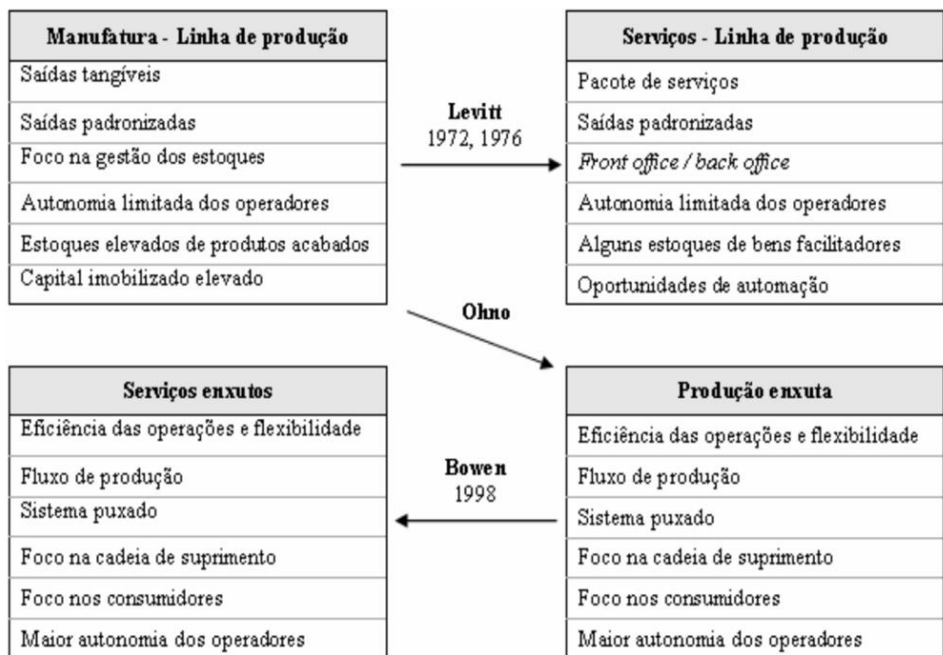 Manufatura - Linha de produção
Saídas tangíveis
Saídas padronizadas
Foco na gestão dos estoques
Autonomia limitada dos operadores
Estoques elevados de produtos acabados
Capital imobilizado elevado
Levitt
1972, 1976
Serviços - Linha de produção
Pacote de serviços
Saídas padronizadas
Front office / back office
Autonomia limitada dos operadores
Alguns estoques de bens facilitadores
Oportunidades de automação
Ohno
Serviços enxutos
Eficiência das operações e flexibilidade
Fluxo de produção
Sistema puxado
Foco na cadeia de suprimento
Foco nos consumidores
Maior autonomia dos operadores
Bowen
1998
Produção enxuta
Eficiência das operações e flexibilidade
Fluxo de produção
Sistema puxado
Foco na cadeia de suprimento
Foco nos consumidores
Maior autonomia dos operadores